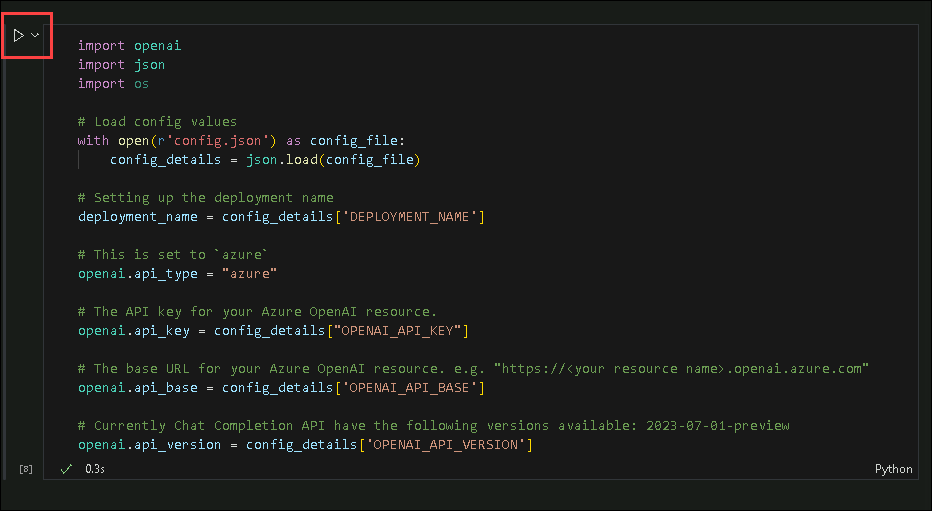 import openai
import json
import os

# Load config values
with open(r'config.json') as config_file:
    config_details = json.load(config_file)

# Setting up the deployment name
deployment_name = config_details['DEPLOYMENT_NAME']

# This is set to `azure`
openai.api_type = "azure"

# The API key for your Azure OpenAI resource.
openai.api_key = config_details["OPENAI_API_KEY"]

# The base URL for your Azure OpenAI resource. e.g. "https://<your resource name>.openai.azure.com"
openai.api_base = config_details['OPENAI_API_BASE']

# Currently Chat Completion API have the following versions available: 2023-07-01-preview
openai.api_version = config_details['OPENAI_API_VERSION']
[8] ✓ 0.3s Python